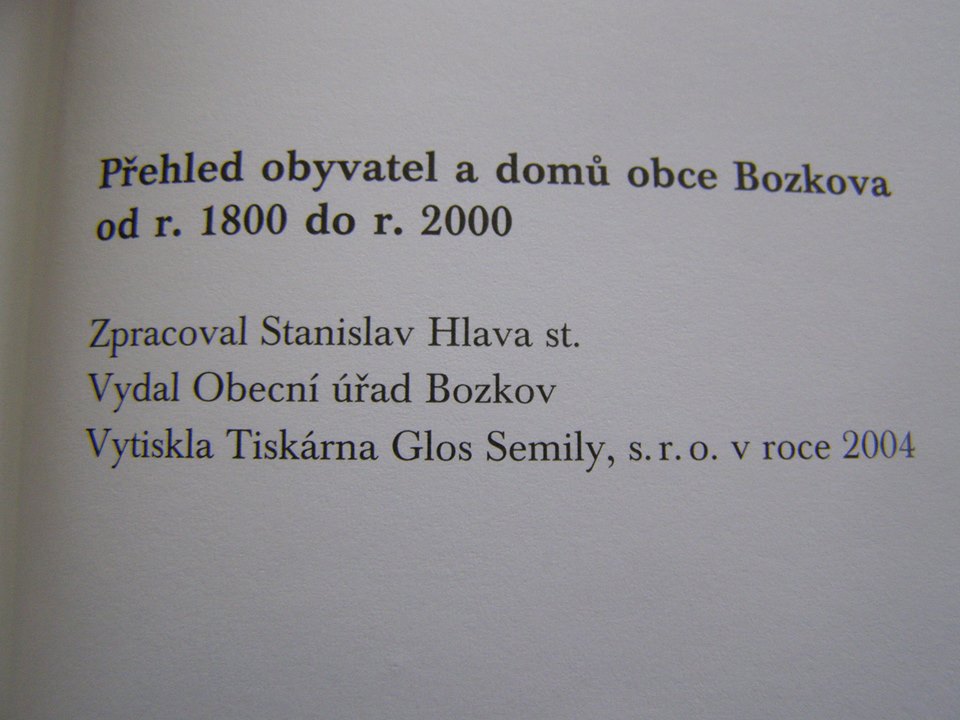 Přehled obyvatel a domů obce Bozkova
od r. 1800 do r. 2000
Zpracoval Stanislav Hlava st.
Vydal Obecní úřad Bozkov
Vytiskla Tiskárna Glos Semily, s. r. o. v roce 2004